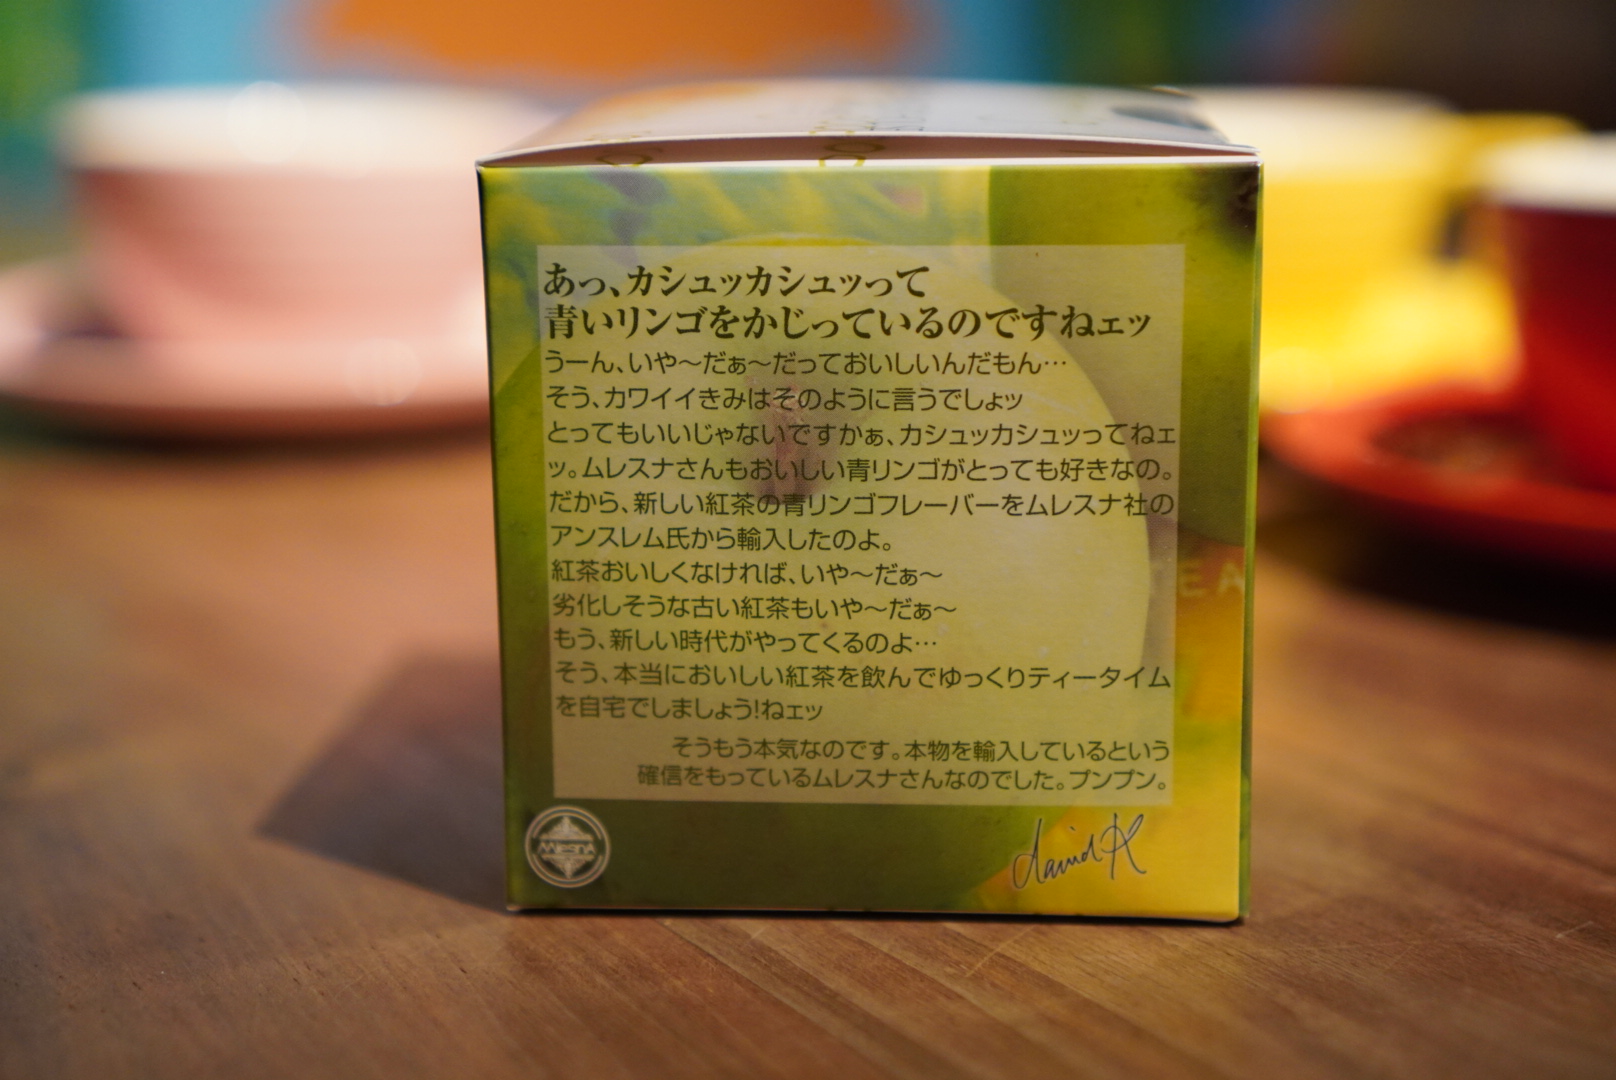 あっ、カシュッカシュッって
青いリンゴをかじっているのですねェッ
うーん、いや〜だぁ〜だっておいしいんだもん…
そう、カワイイきみはそのように言うでしょッ
とってもいいじゃないですかぁ、カシュッカシュッってねェ
ッ。ムレスナさんもおいしい青リンゴがとっても好きなの。
だから、新しい紅茶の青リンゴフレーバーをムレスナ社の
アンスレム氏から輸入したのよ。
紅茶おいしくなければ、いや〜だぁ〜
劣化しそうな古い紅茶もいや〜だぁ〜
もう、新しい時代がやってくるのよ…
そう、本当においしい紅茶を飲んでゆっくりティータイム
を自宅でしましょう!ねェッ
そうもう本気なのです。本物を輸入しているという
確信をもっているムレスナさんなのでした。プンプン。
EA
MlesnA
david K